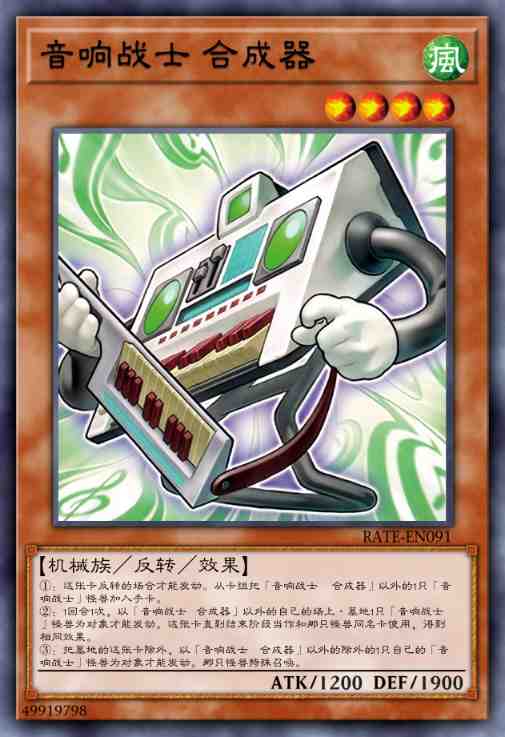 音响战士 合成器
風
RATE-EN091
【机械族／反转／效果】
①：这张卡反转的场合才能发动。从卡组把「音响战士　合成器」以外的1只「音
响战士」怪兽加入手卡。
②：1回合1次，以「音响战士　合成器」以外的自己的场上·墓地1只「音响战士
」怪兽为对象才能发动。这张卡直到结束阶段当作和那只怪兽同名卡使用，得到
相同效果。
③：把墓地的这张卡除外，以「音响战士　合成器」以外的除外的1只自己的「音
响战士」怪兽为对象才能发动。那只怪兽特殊召唤。
ATK/1200 DEF/1900
49919798